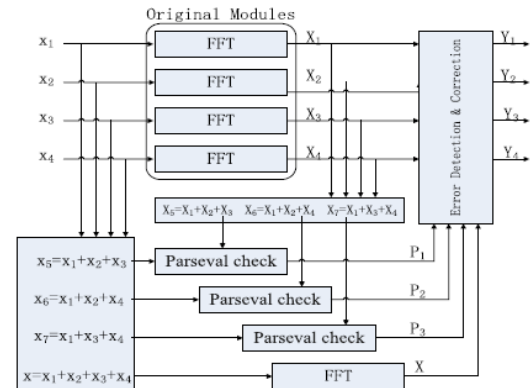 Original Modules
x₁ FFT X₁ Y₁
x₂ FFT X₂ Y₂
x₃ FFT X₃ Y₃
x₄ FFT X₄ Y₄
Error Detection & Correction
X₅=X₁+X₂+X₃ X₆=X₁+X₂+X₄ X₇=X₁+X₃+X₄
x₅=x₁+x₂+x₃ Parseval check P₁
x₆=x₁+x₂+x₄ Parseval check P₂
x₇=x₁+x₃+x₄ Parseval check P₃
x=x₁+x₂+x₃+x₄ FFT X